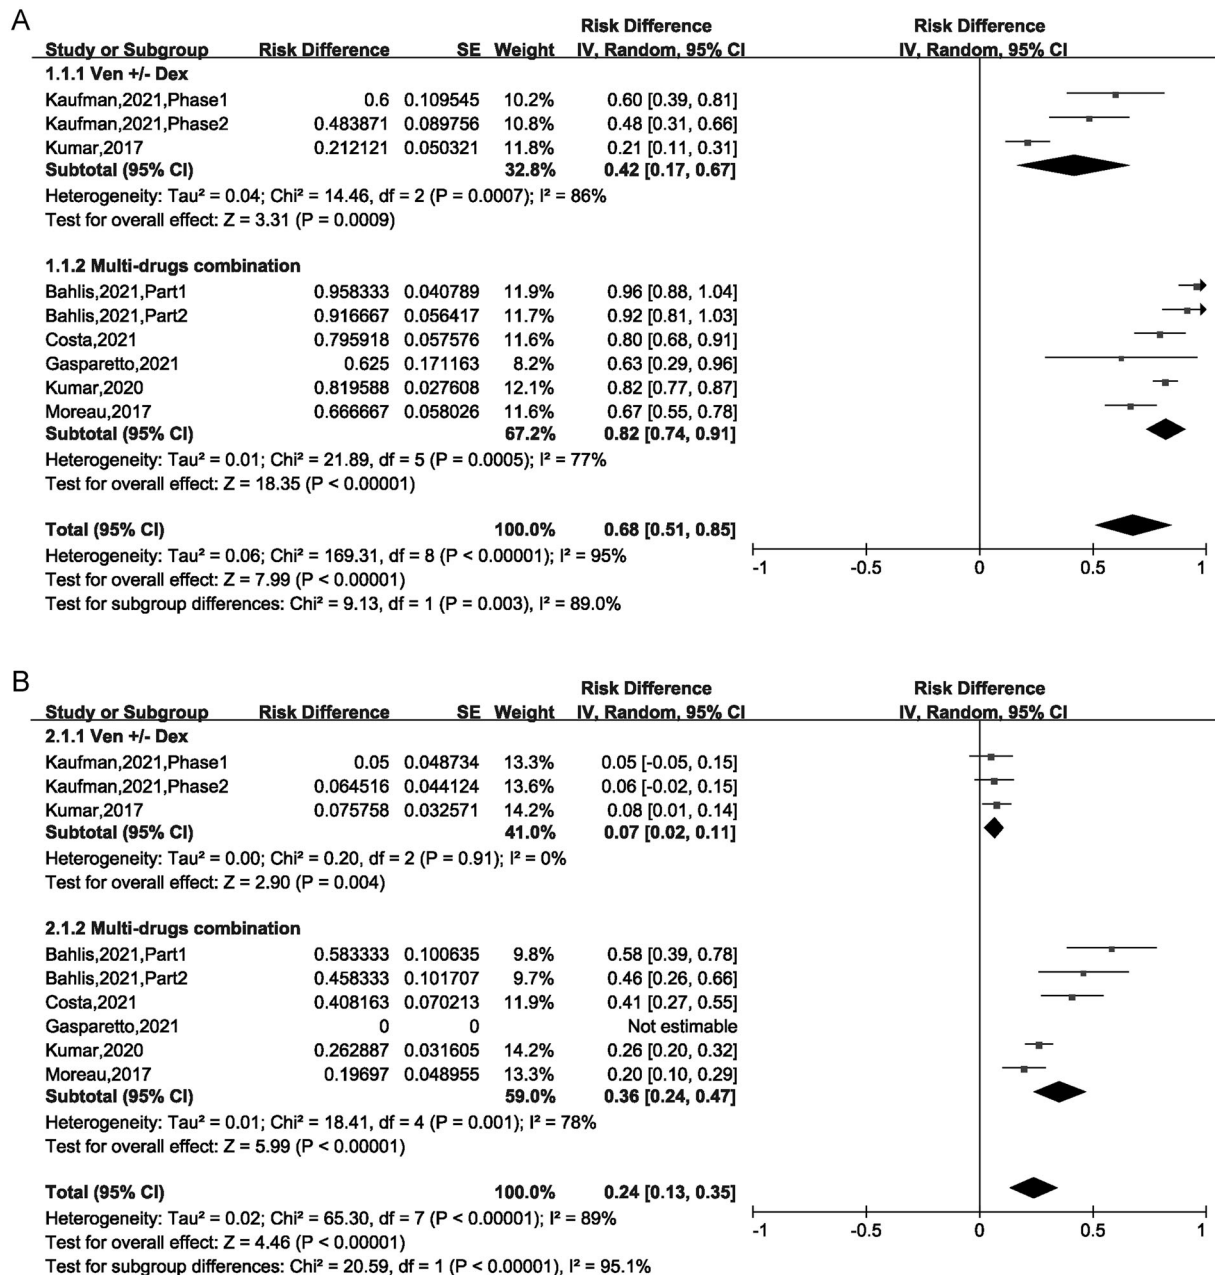 A
Risk Difference Risk Difference
Study or Subgroup Risk Difference SE Weight IV, Random, 95% CI IV, Random, 95% CI
1.1.1 Ven +/- Dex
Kaufman,2021,Phase1 0.6 0.109545 10.2% 0.60 [0.39, 0.81]
Kaufman,2021,Phase2 0.483871 0.089756 10.8% 0.48 [0.31, 0.66]
Kumar,2017 0.212121 0.050321 11.8% 0.21 [0.11, 0.31]
Subtotal (95% CI) 32.8% 0.42 [0.17, 0.67]
Heterogeneity: Tau² = 0.04; Chi² = 14.46, df = 2 (P = 0.0007); I² = 86%
Test for overall effect: Z = 3.31 (P = 0.0009)
1.1.2 Multi-drugs combination
Bahlis,2021,Part1 0.958333 0.040789 11.9% 0.96 [0.88, 1.04]
Bahlis,2021,Part2 0.916667 0.056417 11.7% 0.92 [0.81, 1.03]
Costa,2021 0.795918 0.057576 11.6% 0.80 [0.68, 0.91]
Gasparetto,2021 0.625 0.171163 8.2% 0.63 [0.29, 0.96]
Kumar,2020 0.819588 0.027608 12.1% 0.82 [0.77, 0.87]
Moreau,2017 0.666667 0.058026 11.6% 0.67 [0.55, 0.78]
Subtotal (95% CI) 67.2% 0.82 [0.74, 0.91]
Heterogeneity: Tau² = 0.01; Chi² = 21.89, df = 5 (P = 0.0005); I² = 77%
Test for overall effect: Z = 18.35 (P < 0.00001)
Total (95% CI) 100.0% 0.68 [0.51, 0.85]
Heterogeneity: Tau² = 0.06; Chi² = 169.31, df = 8 (P < 0.00001); I² = 95%
Test for overall effect: Z = 7.99 (P < 0.00001)
Test for subgroup differences: Chi² = 9.13, df = 1 (P = 0.003), I² = 89.0%
-1 -0.5 0 0.5 1
B
Risk Difference Risk Difference
Study or Subgroup Risk Difference SE Weight IV, Random, 95% CI IV, Random, 95% CI
2.1.1 Ven +/- Dex
Kaufman,2021,Phase1 0.05 0.048734 13.3% 0.05 [-0.05, 0.15]
Kaufman,2021,Phase2 0.064516 0.044124 13.6% 0.06 [-0.02, 0.15]
Kumar,2017 0.075758 0.032571 14.2% 0.08 [0.01, 0.14]
Subtotal (95% CI) 41.0% 0.07 [0.02, 0.11]
Heterogeneity: Tau² = 0.00; Chi² = 0.20, df = 2 (P = 0.91); I² = 0%
Test for overall effect: Z = 2.90 (P = 0.004)
2.1.2 Multi-drugs combination
Bahlis,2021,Part1 0.583333 0.100635 9.8% 0.58 [0.39, 0.78]
Bahlis,2021,Part2 0.458333 0.101707 9.7% 0.46 [0.26, 0.66]
Costa,2021 0.408163 0.070213 11.9% 0.41 [0.27, 0.55]
Gasparetto,2021 0 0 Not estimable
Kumar,2020 0.262887 0.031605 14.2% 0.26 [0.20, 0.32]
Moreau,2017 0.19697 0.048955 13.3% 0.20 [0.10, 0.29]
Subtotal (95% CI) 59.0% 0.36 [0.24, 0.47]
Heterogeneity: Tau² = 0.01; Chi² = 18.41, df = 4 (P = 0.001); I² = 78%
Test for overall effect: Z = 5.99 (P < 0.00001)
Total (95% CI) 100.0% 0.24 [0.13, 0.35]
Heterogeneity: Tau² = 0.02; Chi² = 65.30, df = 7 (P < 0.00001); I² = 89%
Test for overall effect: Z = 4.46 (P < 0.00001)
Test for subgroup differences: Chi² = 20.59, df = 1 (P < 0.00001), I² = 95.1%
-1 -0.5 0 0.5 1